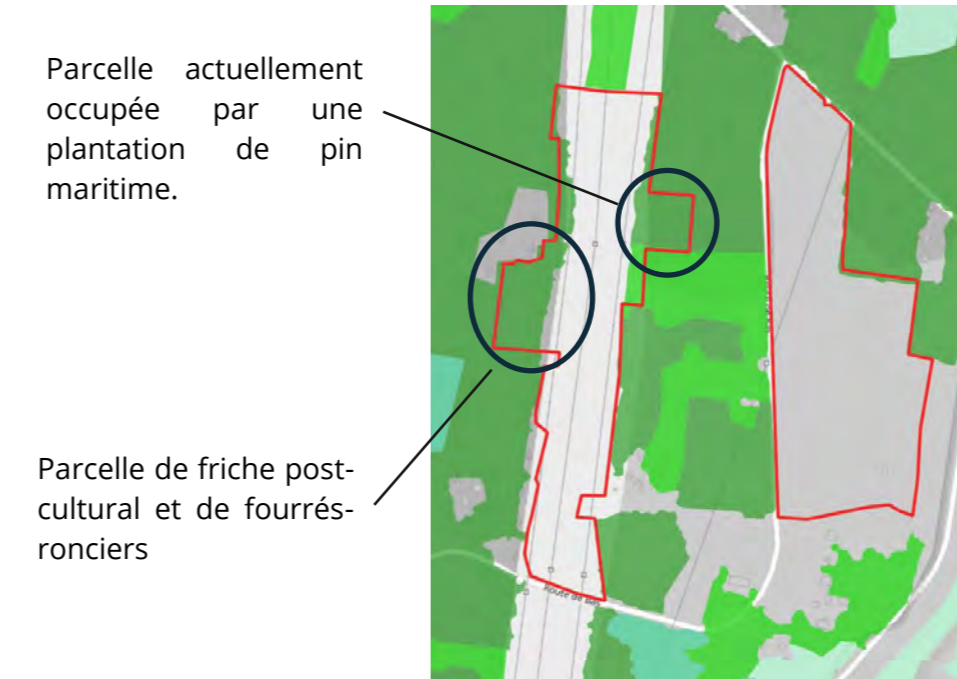 Parcelle actuellement
occupée par une
plantation de pin
maritime.
Parcelle de friche post-
cultural et de fourrés-
ronciers